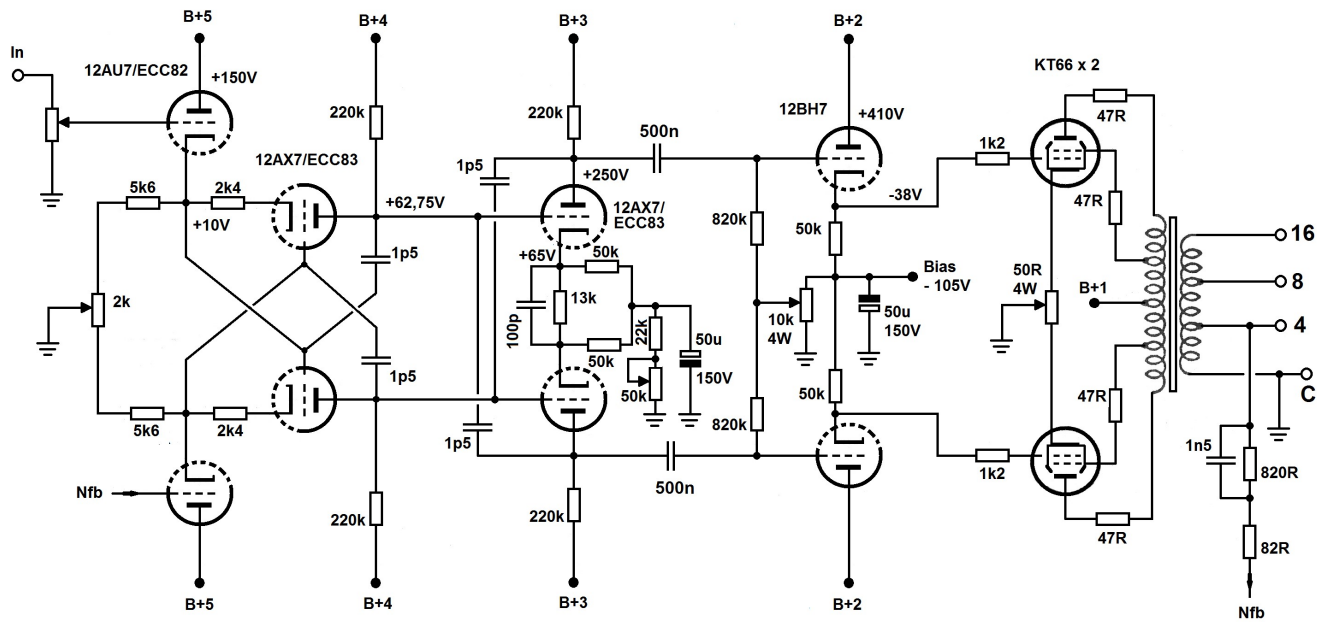 B+5
B+4
B+3
B+2
In
12AU7/ECC82
+150V
KT66 x 2
220k
220k
12BH7
+410V
47R
500n
1k2
12AX7/ECC83
1p5
+250V
5k6
2k4
+62,75V
12AX7/
ECC83
-38V
47R
+10V
820k
50k
16
1p5
+65V
50k
Bias
- 105V
50R
4W
8
2k
13k
100p
22k
10k
4W
50u
150V
B+1
4
50k
50u
150V
1p5
50k
50k
C
47R
5k6
2k4
1p5
820k
1n5
820R
Nfb
500n
1k2
220k
220k
47R
82R
B+5
B+4
B+3
B+2
Nfb